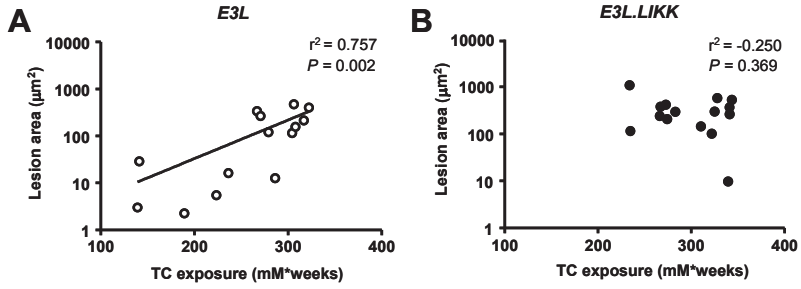 A
E3L
r² = 0.757
P = 0.002
Lesion area (µm²)
10000
1000
100
10
1
100 200 300 400
TC exposure (mM*weeks)
B
E3L.LIKK
r² = -0.250
P = 0.369
Lesion area (µm²)
10000
1000
100
10
1
100 200 300 400
TC exposure (mM*weeks)